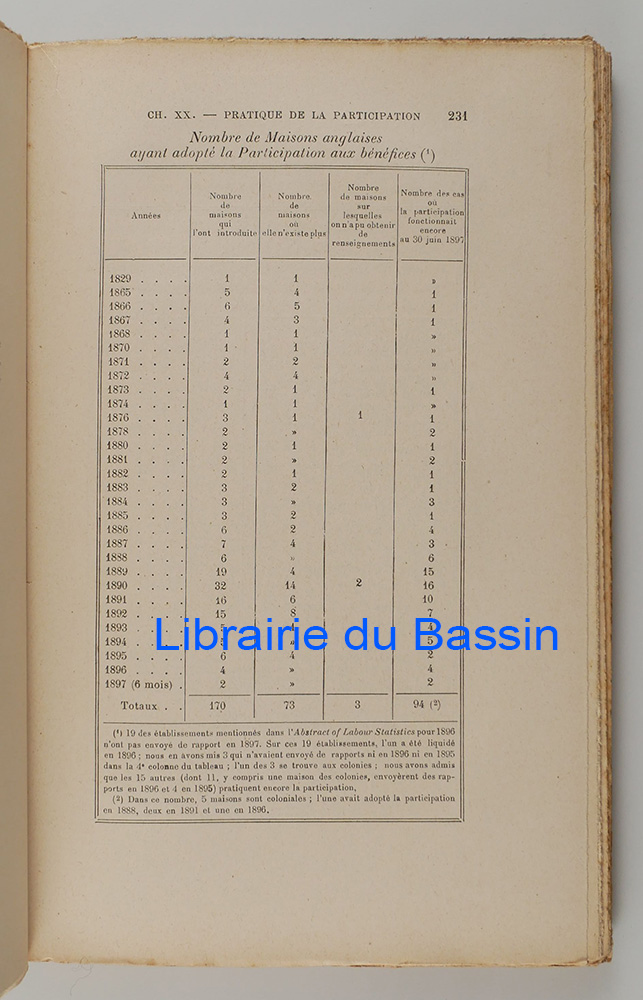 CH. XX. — PRATIQUE DE LA PARTICIPATION 231
Nombre de Maisons anglaises
ayant adopté la Participation aux bénéfices (¹)
Années
Nombre
de
maisons
qui
l'ont introduite
Nombre
de
maisons
où
elle n'existe plus
Nombre
de maisons
sur
lesquelles
on n'a pu obtenir
de
renseignements
Nombre des cas
où
la participation
fonctionnait
encore
au 30 juin 1897
1829 . . . . 1 1 »
1865 . . . . 5 4 1
1866 . . . . 6 5 1
1867 . . . . 4 3 1
1868 . . . . 1 1 »
1870 . . . . 1 1 »
1871 . . . . 2 2 »
1872 . . . . 4 4 »
1873 . . . . 2 1 1
1874 . . . . 1 1 »
1876 . . . . 3 1 1 1
1878 . . . . 2 » 2
1880 . . . . 2 1 1
1881 . . . . 2 » 2
1882 . . . . 2 1 1
1883 . . . . 3 2 1
1884 . . . . 3 » 3
1885 . . . . 3 2 1
1886 . . . . 6 2 4
1887 . . . . 7 4 3
1888 . . . . 6 » 6
1889 . . . . 19 4 15
1890 . . . . 32 14 2 16
1891 . . . . 16 6 10
1892 . . . . 15 8 7
1893 . . . . 4
1894 . . . . » 5
1895 . . . . 6 4 2
1896 . . . . 4 » 4
1897 (6 mois) . 2 » 2
Totaux . . 170 73 3 94 (²)
Librairie du Bassin
(¹) 19 des établissements mentionnés dans l'Abstract of Labour Statistics pour 1896
n'ont pas envoyé de rapport en 1897. Sur ces 19 établissements, l'un a été liquidé
en 1896 ; nous en avons mis 3 qui n'avaient envoyé de rapports ni en 1896 ni en 1895
dans la 4e colonne du tableau ; l'un des 3 se trouve aux colonies ; nous avons admis
que les 15 autres (dont 11, y compris une maison des colonies, envoyèrent des rap-
ports en 1896 et 4 en 1895) pratiquent encore la participation.
(²) Dans ce nombre, 5 maisons sont coloniales ; l'une avait adopté la participation
en 1888, deux en 1891 et une en 1896.